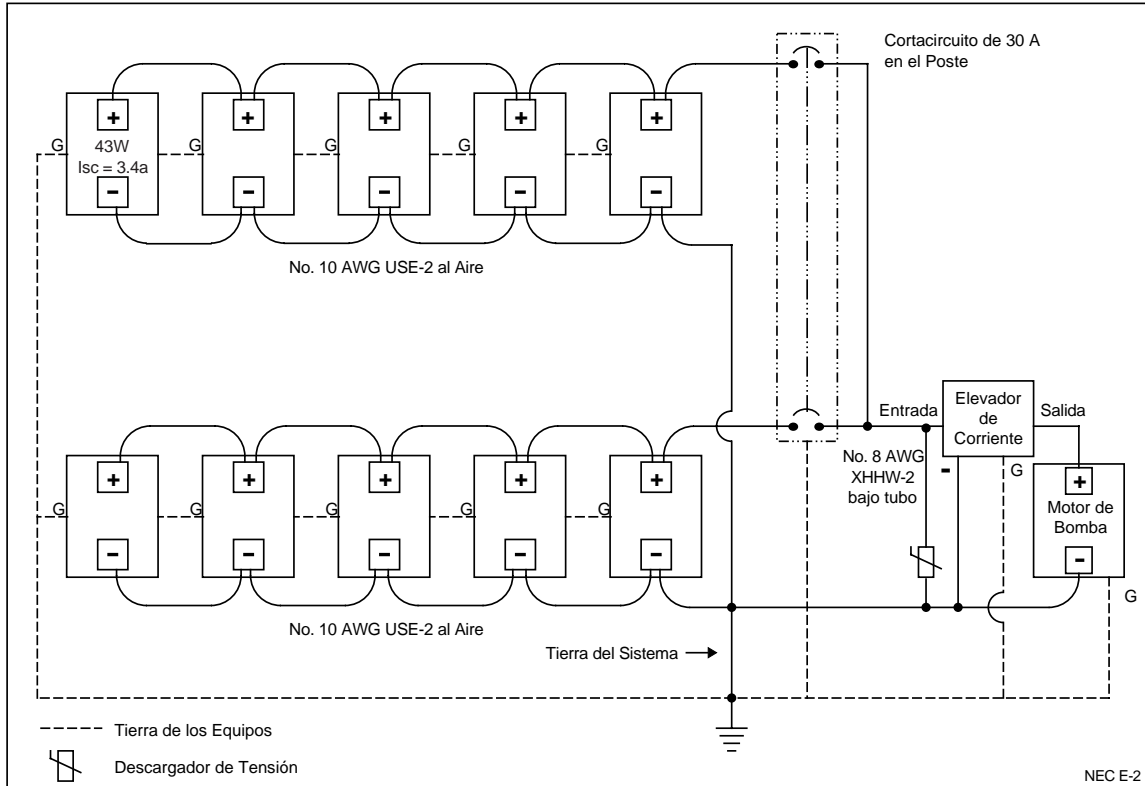 Cortacircuito de 30 A
en el Poste
+ + + + +
G G G G G
43W
Isc = 3.4a
- - - - -
No. 10 AWG USE-2 al Aire
Entrada
Elevador
de
Corriente
Salida
No. 8 AWG
XHHW-2
bajo tubo
-
G
+
Motor de
Bomba
-
G
+ + + + +
G G G G G
- - - - -
No. 10 AWG USE-2 al Aire
Tierra del Sistema
Tierra de los Equipos
Descargador de Tensión
NEC E-2